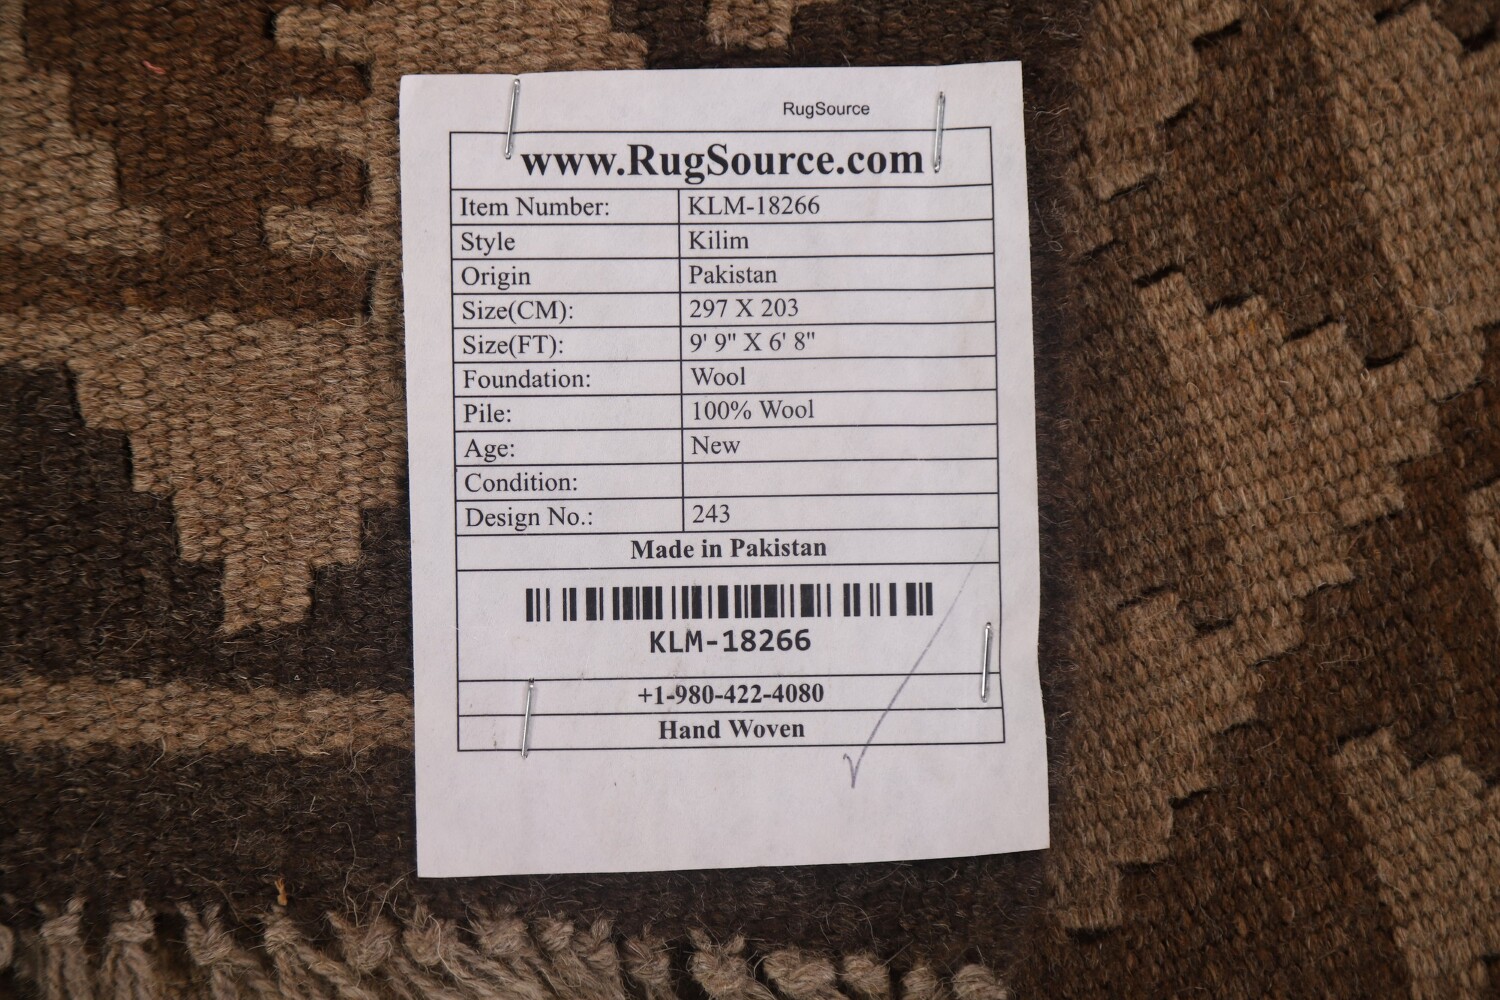 RugSource
www.RugSource.com
Item Number: KLM-18266
Style Kilim
Origin Pakistan
Size(CM): 297 X 203
Size(FT): 9' 9" X 6' 8"
Foundation: Wool
Pile: 100% Wool
Age: New
Condition:
Design No.: 243
Made in Pakistan
KLM-18266
+1-980-422-4080
Hand Woven